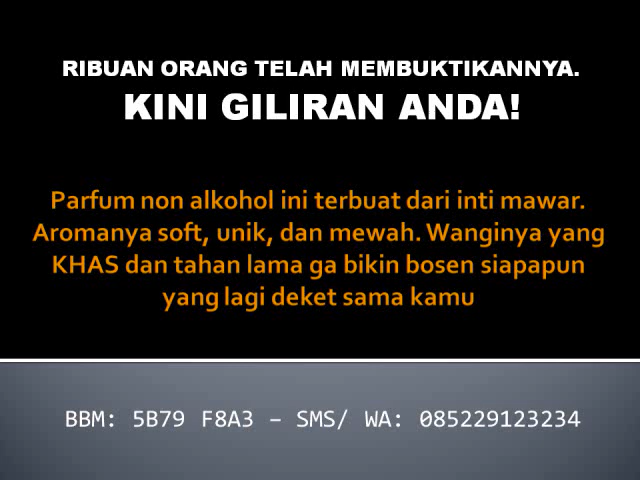 RIBUAN ORANG TELAH MEMBUKTIKANNYA.
KINI GILIRAN ANDA!
Parfum non alkohol ini terbuat dari inti mawar.
Aromanya soft, unik, dan mewah. Wanginya yang
KHAS dan tahan lama ga bikin bosen siapapun
yang lagi deket sama kamu
BBM: 5B79 F8A3 – SMS/ WA: 085229123234